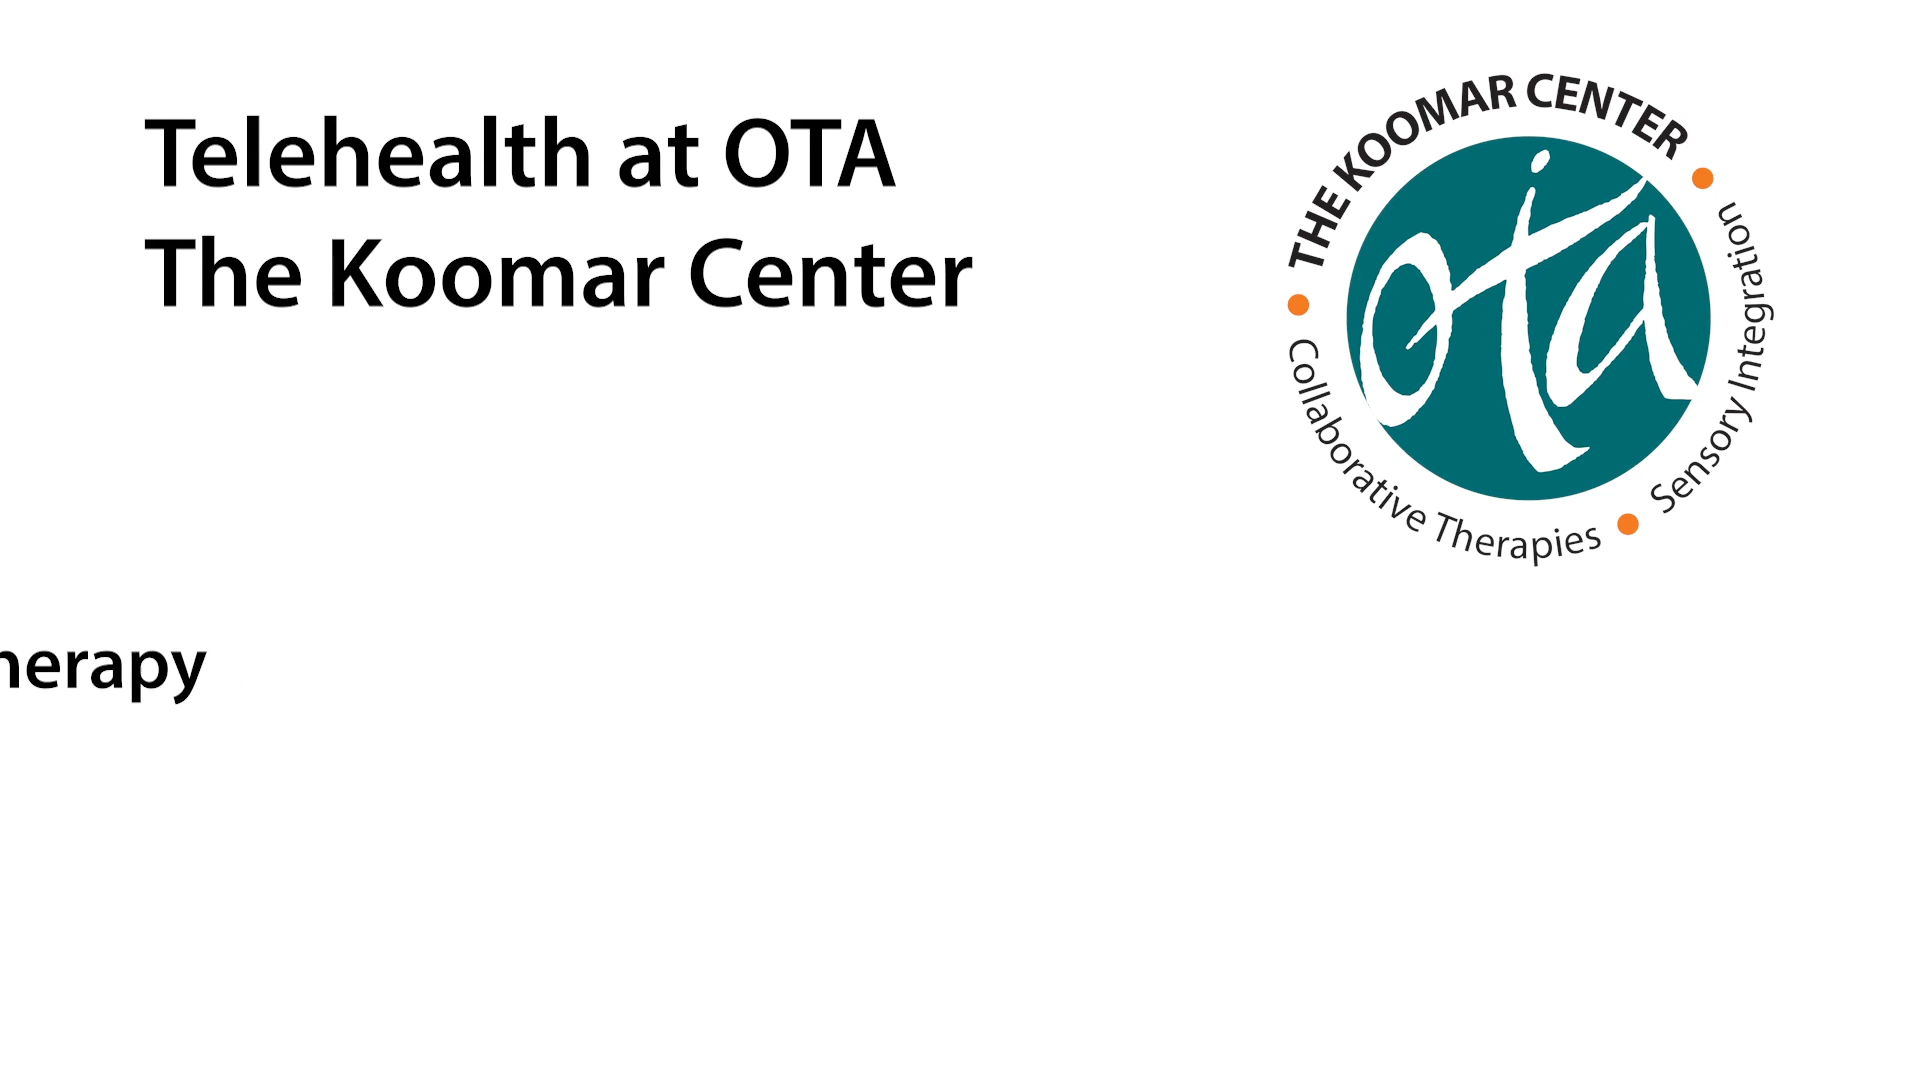 Telehealth at OTA
The Koomar Center
THE KOOMAR CENTER
Sensory Integration
Collaborative Therapies
ota
herapy